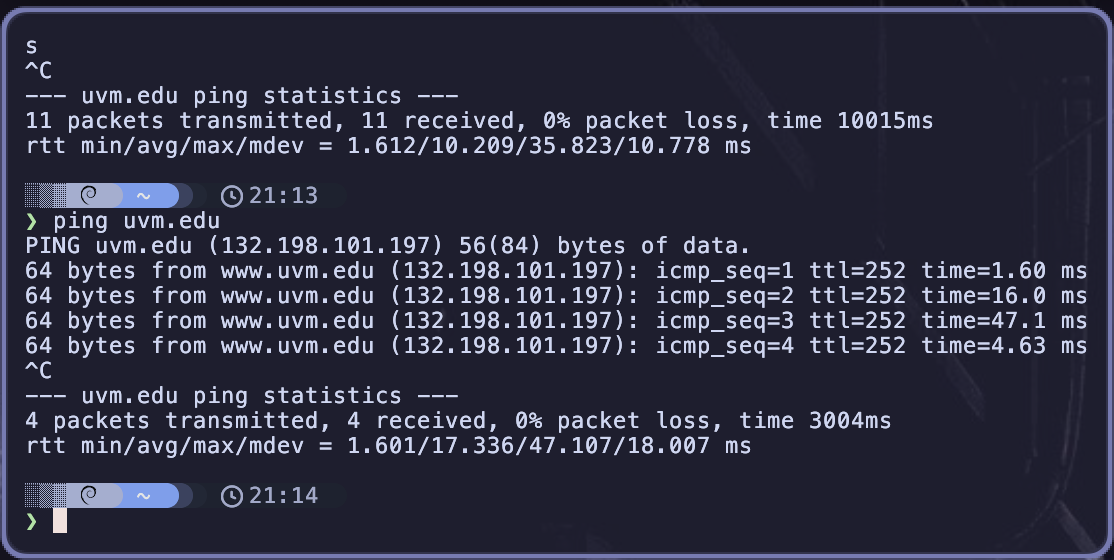 s
^C
--- uvm.edu ping statistics ---
11 packets transmitted, 11 received, 0% packet loss, time 10015ms
rtt min/avg/max/mdev = 1.612/10.209/35.823/10.778 ms
~ 21:13
❯ ping uvm.edu
PING uvm.edu (132.198.101.197) 56(84) bytes of data.
64 bytes from www.uvm.edu (132.198.101.197): icmp_seq=1 ttl=252 time=1.60 ms
64 bytes from www.uvm.edu (132.198.101.197): icmp_seq=2 ttl=252 time=16.0 ms
64 bytes from www.uvm.edu (132.198.101.197): icmp_seq=3 ttl=252 time=47.1 ms
64 bytes from www.uvm.edu (132.198.101.197): icmp_seq=4 ttl=252 time=4.63 ms
^C
--- uvm.edu ping statistics ---
4 packets transmitted, 4 received, 0% packet loss, time 3004ms
rtt min/avg/max/mdev = 1.601/17.336/47.107/18.007 ms
~ 21:14
❯